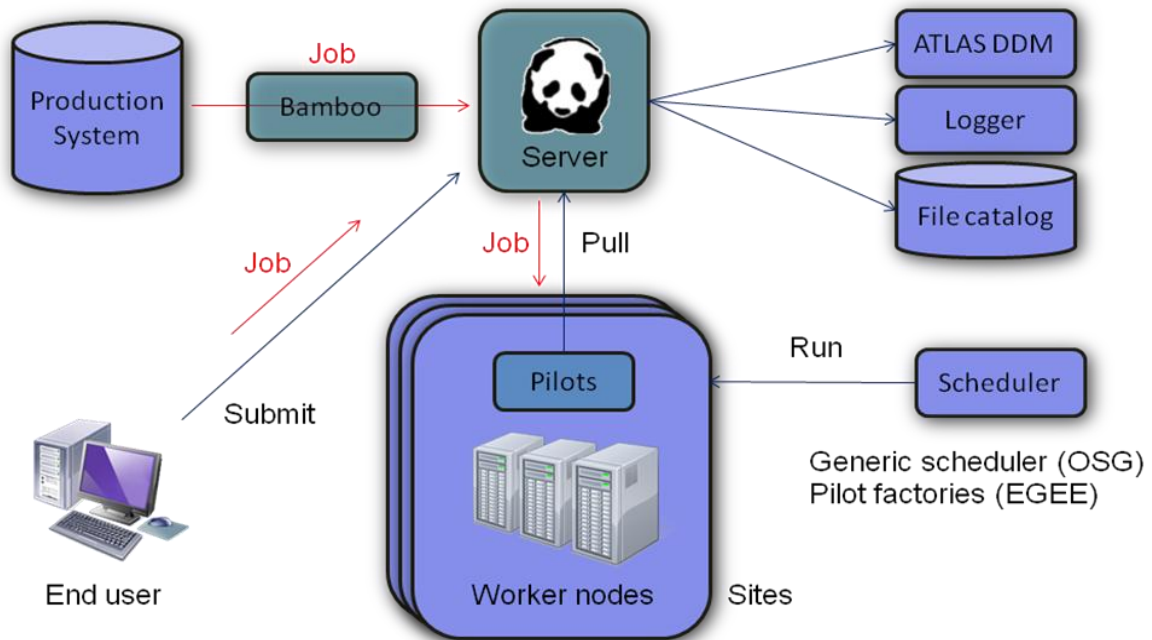 Job
Production
System
Bamboo
Server
ATLAS DDM
Logger
File catalog
Job
Job
Pull
Submit
Pilots
Run
Scheduler
Generic scheduler (OSG)
Pilot factories (EGEE)
End user
Worker nodes
Sites